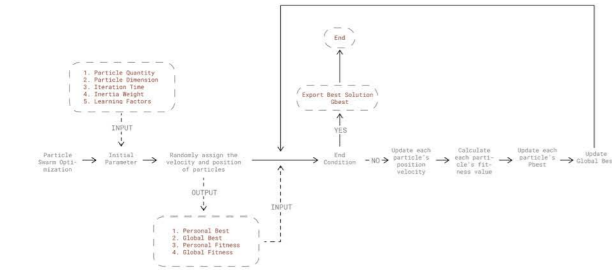 End
1. Particle Quantity
2. Particle Dimension
3. Iteration Time
4. Inertia Weight
5. Learning Factors
Export Best Solution
Gbest
INPUT
YES
Particle
Swarm Opti-
mization
Initial
Parameter
Randomly assign the
velocity and position
of particles
End
Condition
NO
Update each
particle's
position
velocity
Calculate
each parti-
cle's fit-
ness value
Update each
particle's
Pbest
Update
Global Bes
OUTPUT
INPUT
1. Personal Best
2. Global Best
3. Personal Fitness
4. Global Fitness